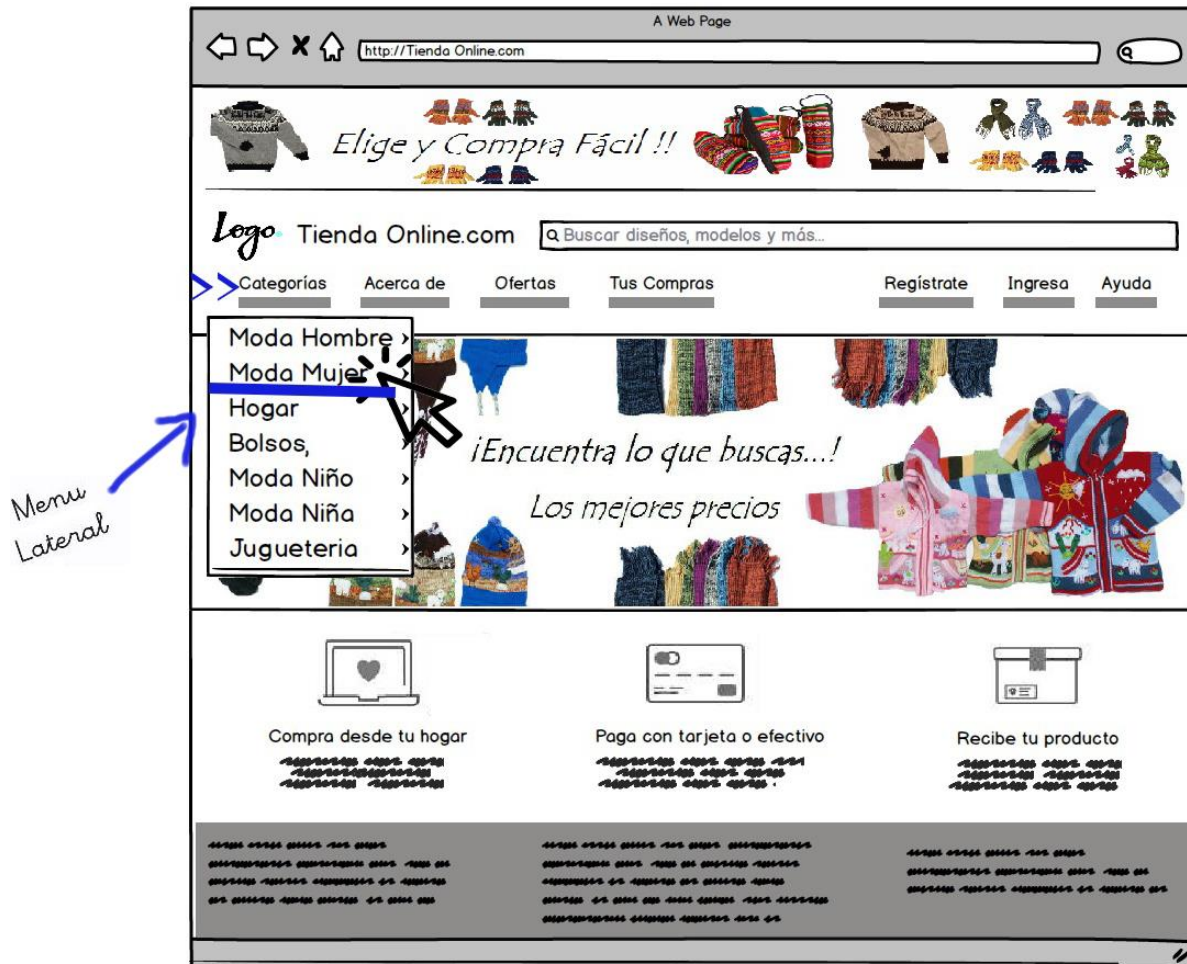 A Web Page
http://Tienda Online.com
Elige y Compra Fácil !!
Logo Tienda Online.com
Buscar diseños, modelos y más...
Categorías Acerca de Ofertas Tus Compras Regístrate Ingresa Ayuda
Moda Hombre
Moda Mujer
Hogar
Bolsos,
Moda Niño
Moda Niña
Jugueteria
Menu
Lateral
¡Encuentra lo que buscas...!
Los mejores precios
Compra desde tu hogar
Paga con tarjeta o efectivo
Recibe tu producto